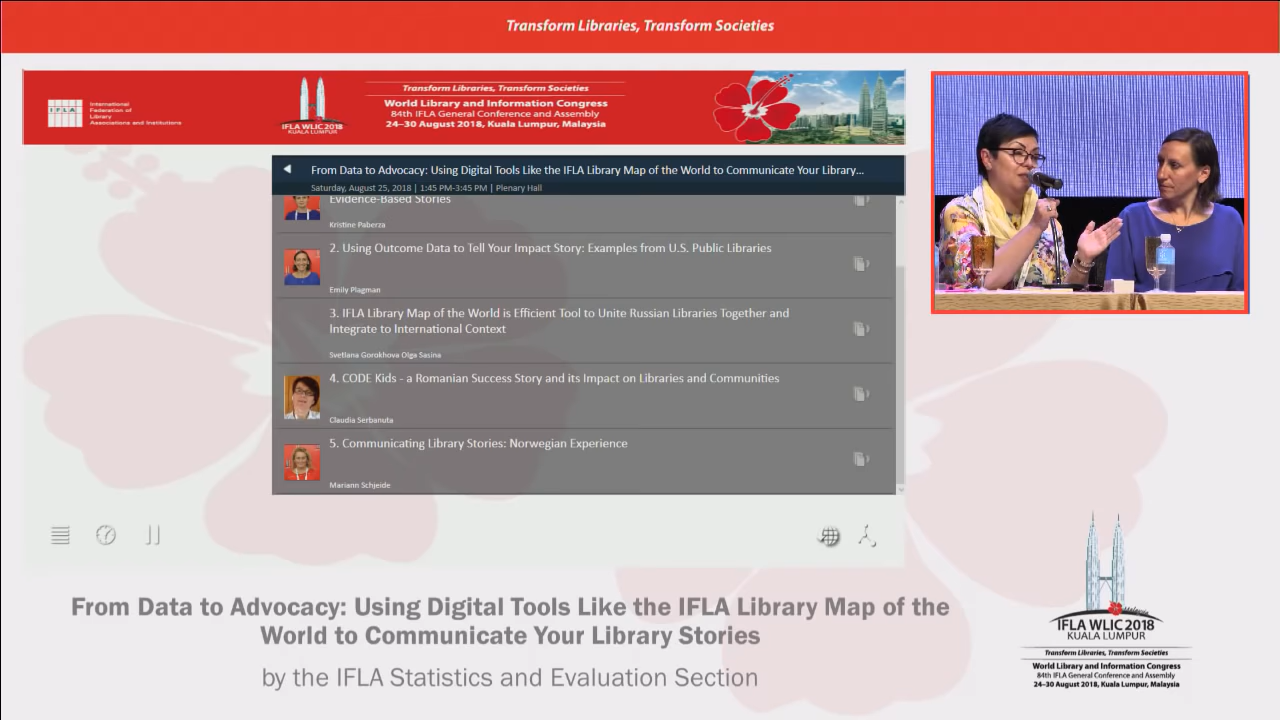 Transform Libraries, Transform Societies
IFLA
International
Federation of
Library
Associations and Institutions
IFLA WLIC 2018
KUALA LUMPUR
Transform Libraries, Transform Societies
World Library and Information Congress
84th IFLA General Conference and Assembly
24–30 August 2018, Kuala Lumpur, Malaysia
From Data to Advocacy: Using Digital Tools Like the IFLA Library Map of the World to Communicate Your Library...
Saturday, August 25, 2018 | 1:45 PM-3:45 PM | Plenary Hall
Evidence-Based Stories
Kristine Paberza
2. Using Outcome Data to Tell Your Impact Story: Examples from U.S. Public Libraries
Emily Plagman
3. IFLA Library Map of the World is Efficient Tool to Unite Russian Libraries Together and
Integrate to International Context
Svetlana Gorokhova Olga Sasina
4. CODE Kids - a Romanian Success Story and its Impact on Libraries and Communities
Claudia Serbanuta
5. Communicating Library Stories: Norwegian Experience
Mariann Schjeide
From Data to Advocacy: Using Digital Tools Like the IFLA Library Map of the
World to Communicate Your Library Stories
by the IFLA Statistics and Evaluation Section
Malaysia
IFLA WLIC 2018
KUALA LUMPUR
Transform Libraries, Transform Societies
World Library and Information Congress
84th IFLA General Conference and Assembly
24-30 August 2018, Kuala Lumpur, Malaysia